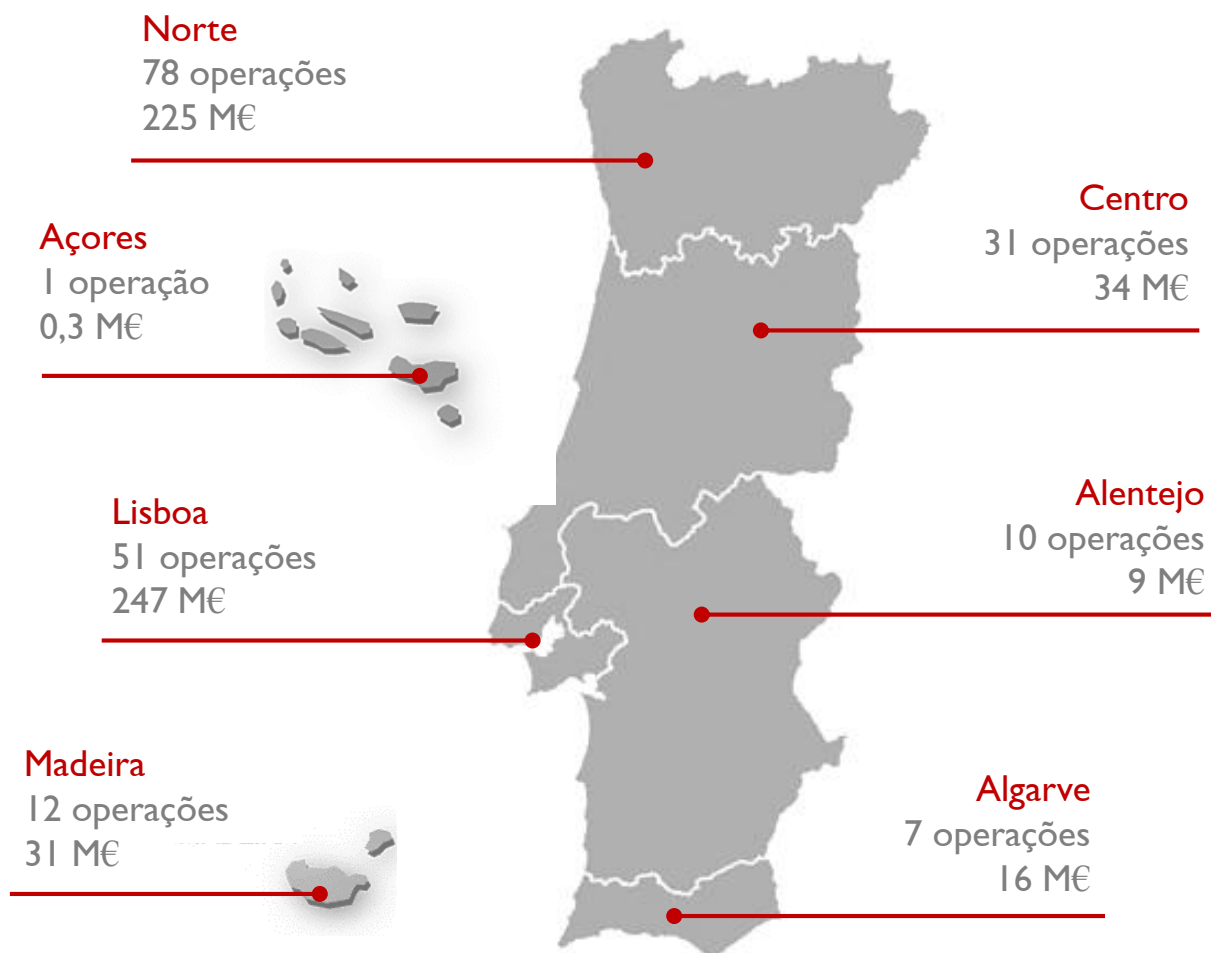 Norte
78 operações
225 M€
Centro
31 operações
34 M€
Açores
1 operação
0,3 M€
Lisboa
51 operações
247 M€
Alentejo
10 operações
9 M€
Madeira
12 operações
31 M€
Algarve
7 operações
16 M€